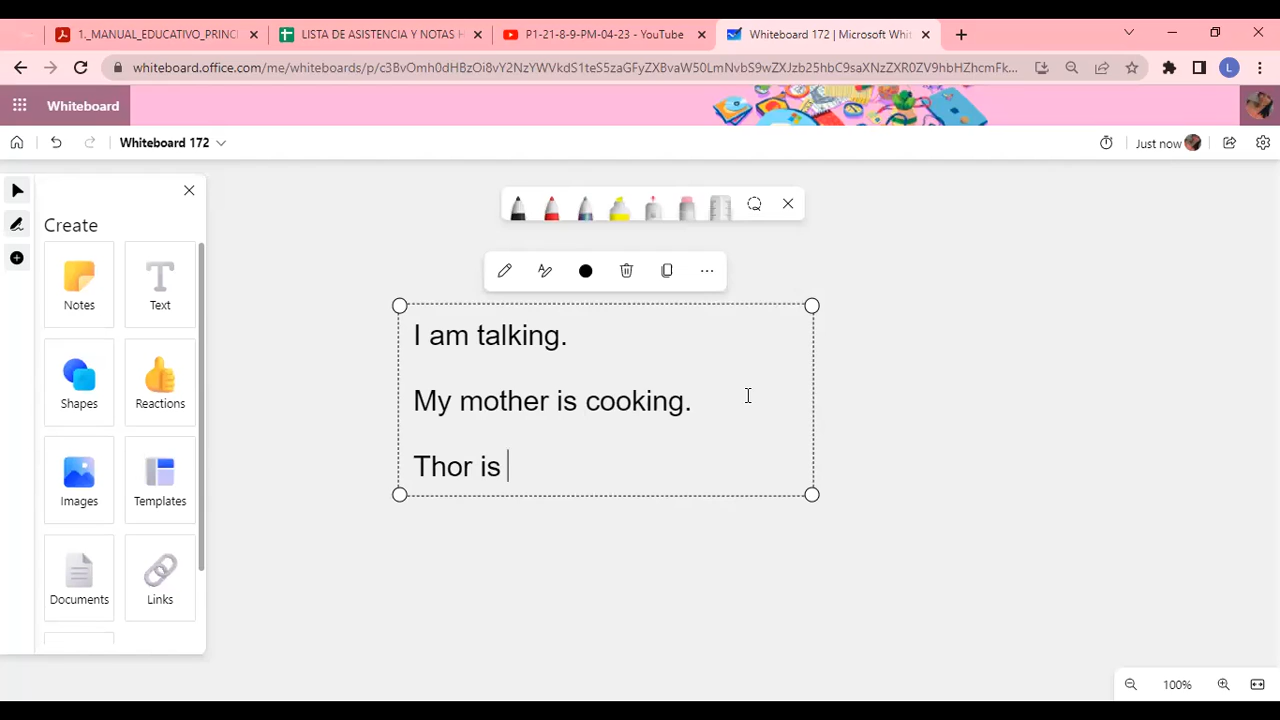 1._MANUAL_EDUCATIVO_PRINCI
LISTA DE ASISTENCIA Y NOTAS H
P1-21-8-9-PM-04-23 - YouTube
Whiteboard 172 | Microsoft Whit
whiteboard.office.com/me/whiteboards/p/
L
Whiteboard
Whiteboard 172
Just now
Create
Notes
Text
Shapes
Reactions
Images
Templates
Documents
Links
I am talking.
My mother is cooking.
Thor is
100%